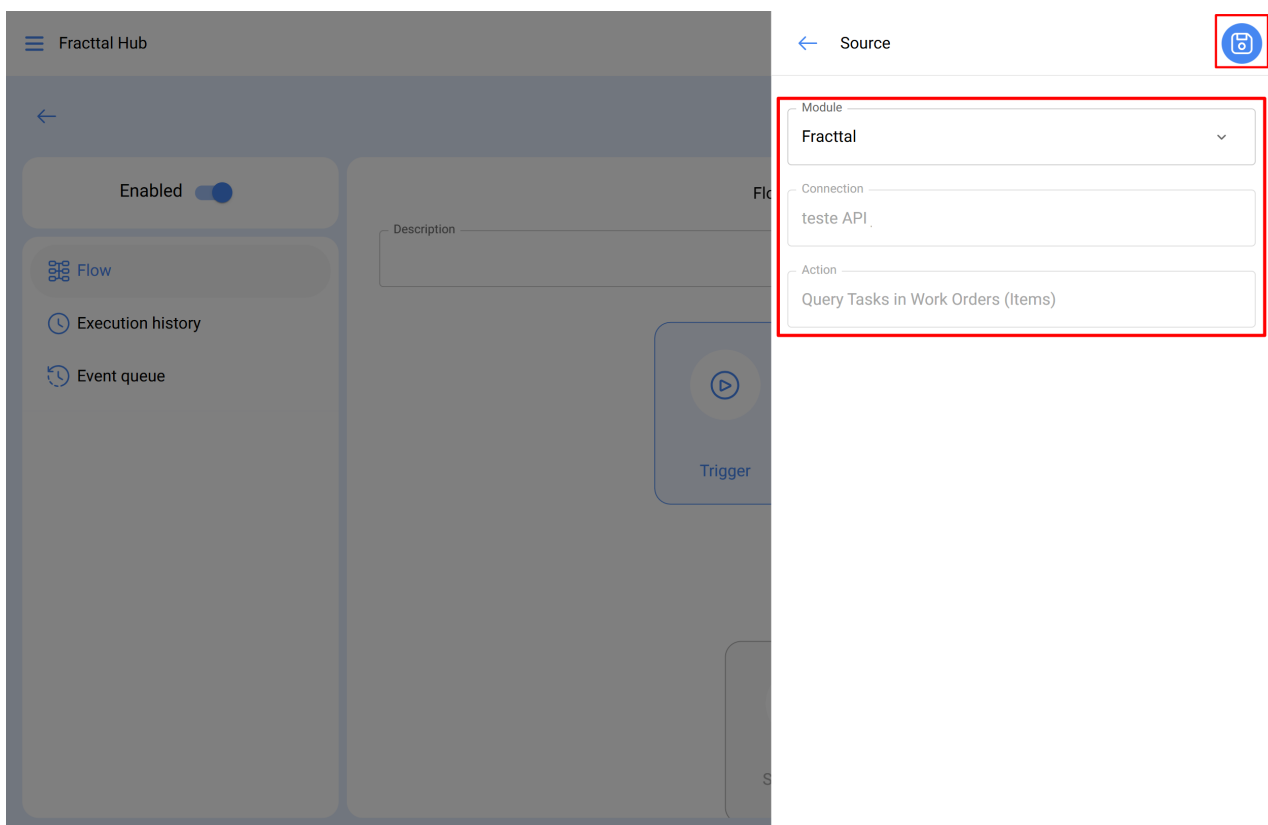 Fracttal Hub
Enabled
Flow
Execution history
Event queue
Description
Trigger
Source
Module
Fracttal
Connection
teste API
Action
Query Tasks in Work Orders (Items)